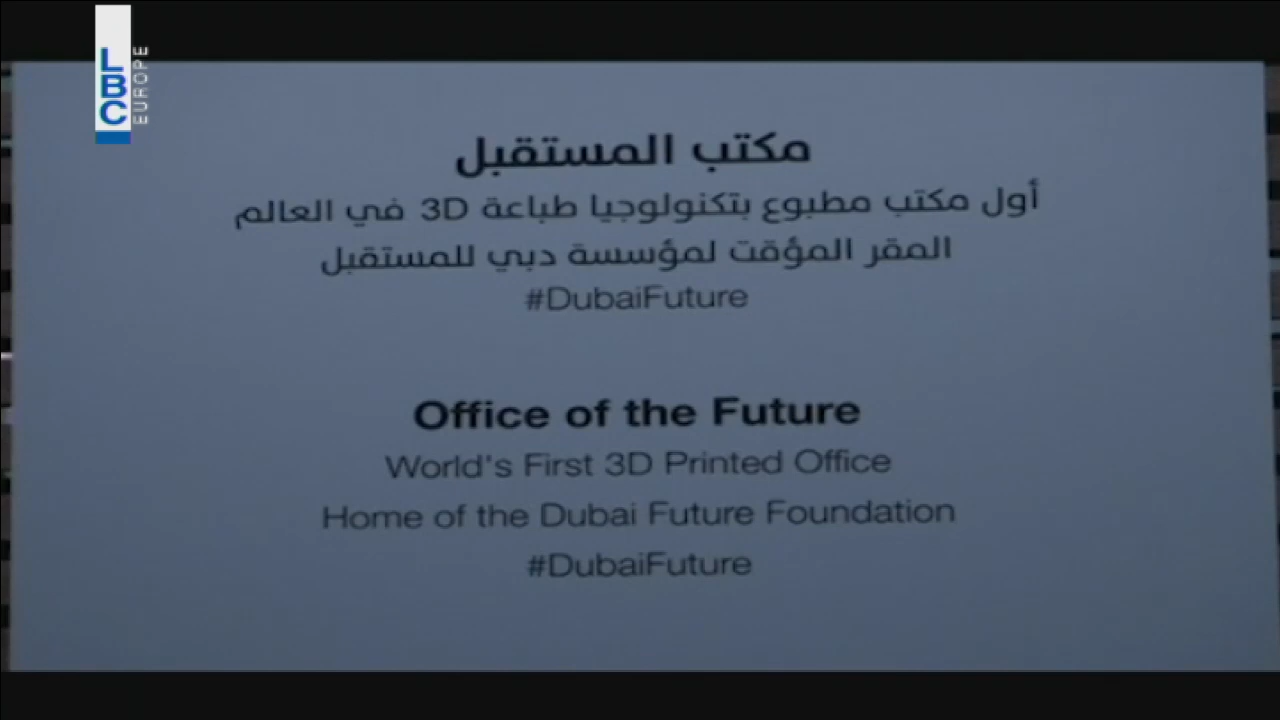 LBC
EUROPE
مكتب المستقبل
أول مكتب مطبوع بتكنولوجيا طباعة 3D في العالم
المقر المؤقت لمؤسسة دبي للمستقبل
#DubaiFuture
Office of the Future
World's First 3D Printed Office
Home of the Dubai Future Foundation
#DubaiFuture